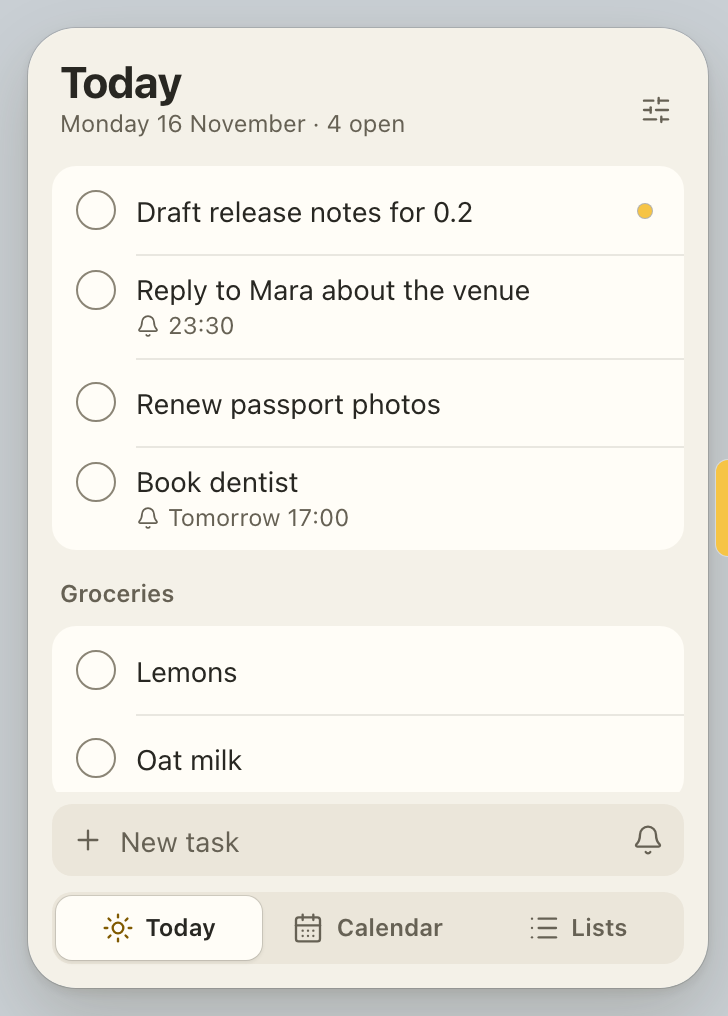 Today
Monday 16 November · 4 open
Draft release notes for 0.2
Reply to Mara about the venue
23:30
Renew passport photos
Book dentist
Tomorrow 17:00
Groceries
Lemons
Oat milk
New task
Today
Calendar
Lists